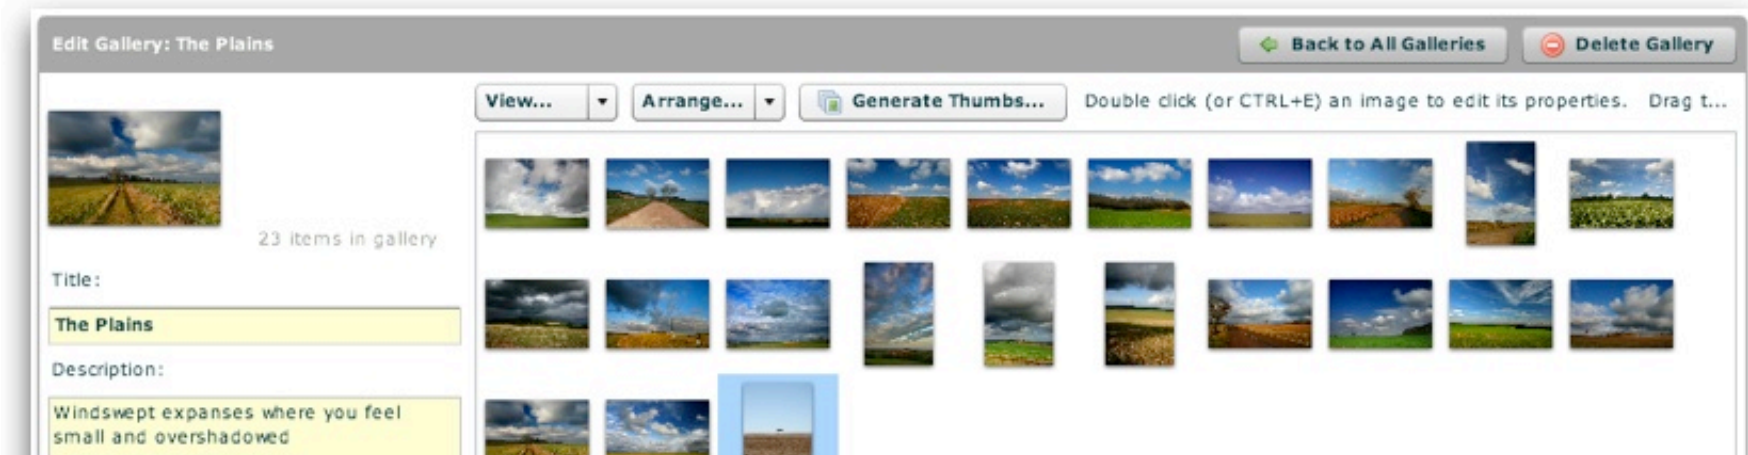 Edit Gallery: The Plains
Back to All Galleries
Delete Gallery
View...
Arrange...
Generate Thumbs...
Double click (or CTRL+E) an image to edit its properties. Drag t...
23 items in gallery
Title:
The Plains
Description:
Windswept expanses where you feel
small and overshadowed